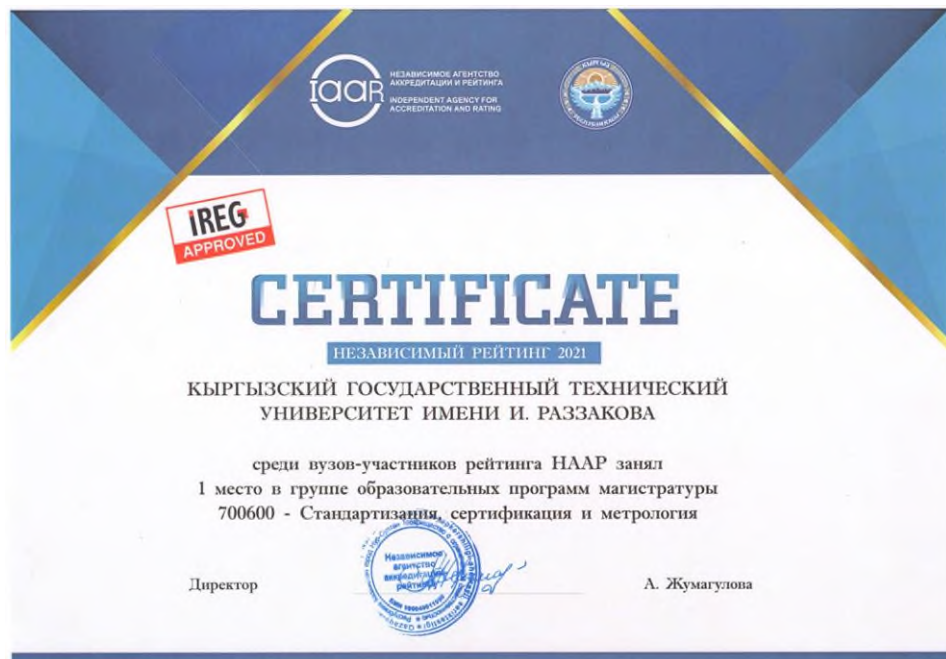 IAAR
НЕЗАВИСИМОЕ АГЕНТСТВО
АККРЕДИТАЦИИ И РЕЙТИНГА
INDEPENDENT AGENCY FOR
ACCREDITATION AND RATING
КЫРГЫЗ
РЕСПУБЛИКАСЫ
iREG
APPROVED
CERTIFICATE
НЕЗАВИСИМЫЙ РЕЙТИНГ 2021
КЫРГЫЗСКИЙ ГОСУДАРСТВЕННЫЙ ТЕХНИЧЕСКИЙ
УНИВЕРСИТЕТ ИМЕНИ И. РАЗЗАКОВА
среди вузов-участников рейтинга НААР занял
1 место в группе образовательных программ магистратуры
700600 - Стандартизация, сертификация и метрология
Независимое
агентство
аккредитации
рейтинга
Директор
А. Жумагулова